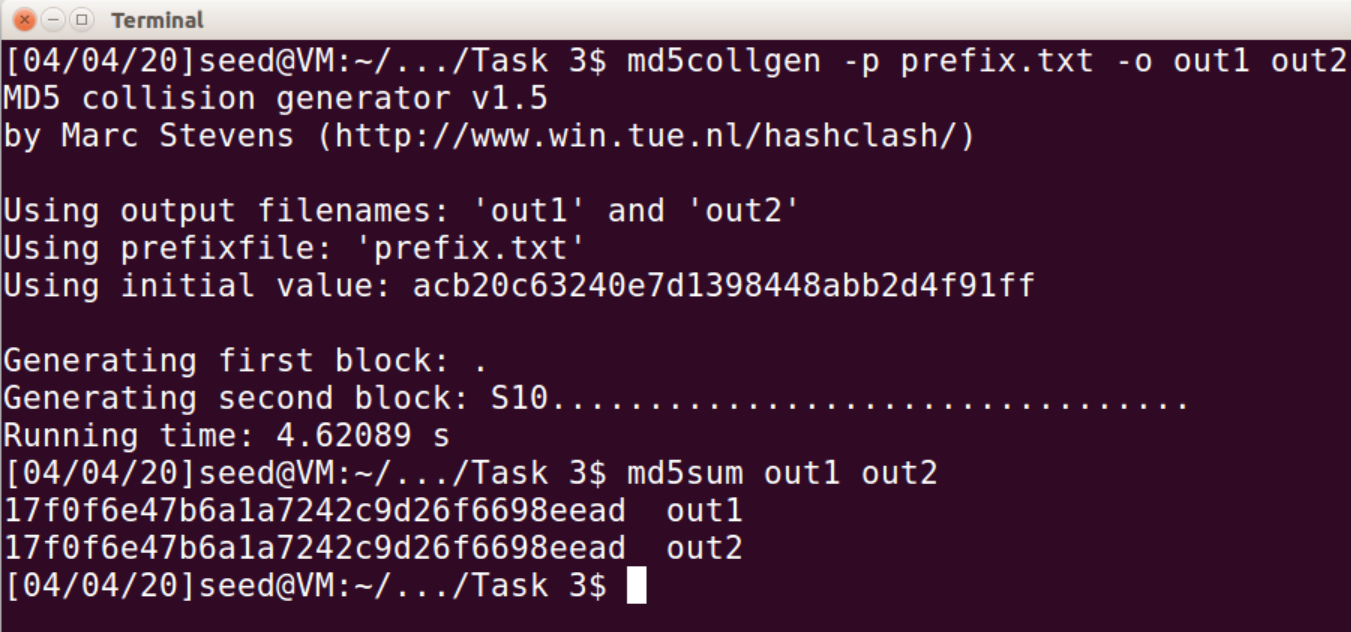 Terminal
[04/04/20]seed@VM:~/.../Task 3$ md5collgen -p prefix.txt -o out1 out2
MD5 collision generator v1.5
by Marc Stevens (http://www.win.tue.nl/hashclash/)
Using output filenames: 'out1' and 'out2'
Using prefixfile: 'prefix.txt'
Using initial value: acb20c63240e7d1398448abb2d4f91ff
Generating first block: .
Generating second block: S10.................................
Running time: 4.62089 s
[04/04/20]seed@VM:~/.../Task 3$ md5sum out1 out2
17f0f6e47b6a1a7242c9d26f6698eead  out1
17f0f6e47b6a1a7242c9d26f6698eead  out2
[04/04/20]seed@VM:~/.../Task 3$